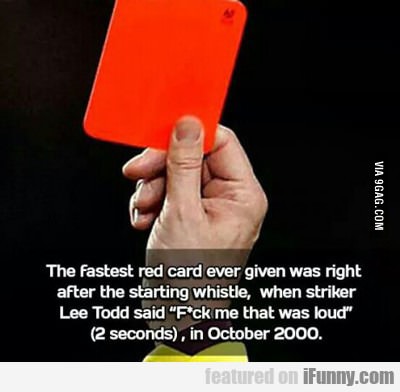 VIA 9GAG.COM
The fastest red card ever given was right
after the starting whistle, when striker
Lee Todd said "F*ck me that was loud"
(2 seconds), in October 2000.
featured on iFunny.com